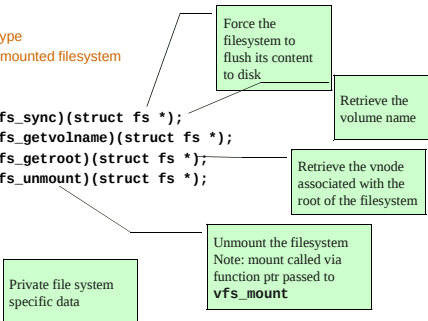 Force the
filesystem to
flush its content
to disk
ype
mounted filesystem
Retrieve the
volume name
fs_sync)(struct fs *);
fs_getvolname)(struct fs *);
fs_getroot)(struct fs *);
fs_unmount)(struct fs *);
Retrieve the vnode
associated with the
root of the filesystem
Unmount the filesystem
Note: mount called via
function ptr passed to
vfs_mount
Private file system
specific data